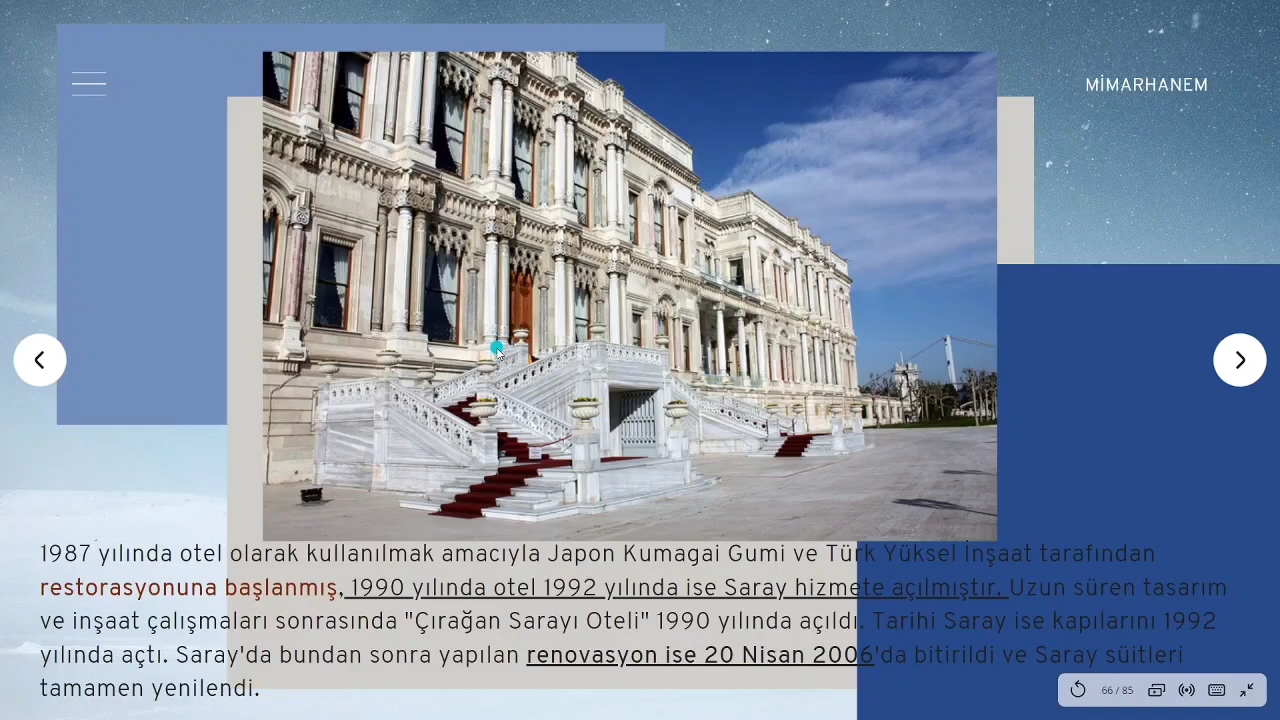 MİMARHANEM
1987 yılında otel olarak kullanılmak amacıyla Japon Kumagai Gumi ve Türk Yüksel İnşaat tarafından
restorasyonuna başlanmış, 1990 yılında otel 1992 yılında ise Saray hizmete açılmıştır. Uzun süren tasarım
ve inşaat çalışmaları sonrasında "Çırağan Sarayı Oteli" 1990 yılında açıldı. Tarihi Saray ise kapılarını 1992
yılında açtı. Saray'da bundan sonra yapılan renovasyon ise 20 Nisan 2006'da bitirildi ve Saray süitleri
tamamen yenilendi.
66 / 85